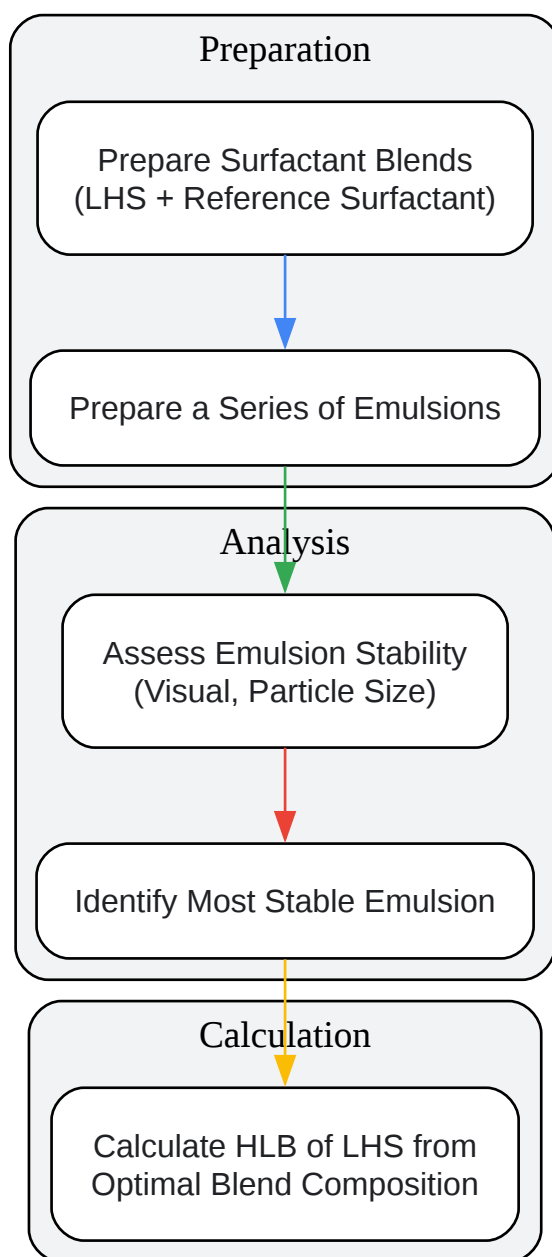 Preparation
Prepare Surfactant Blends
(LHS + Reference Surfactant)
Prepare a Series of Emulsions
Analysis
Assess Emulsion Stability
(Visual, Particle Size)
Identify Most Stable Emulsion
Calculation
Calculate HLB of LHS from
Optimal Blend Composition